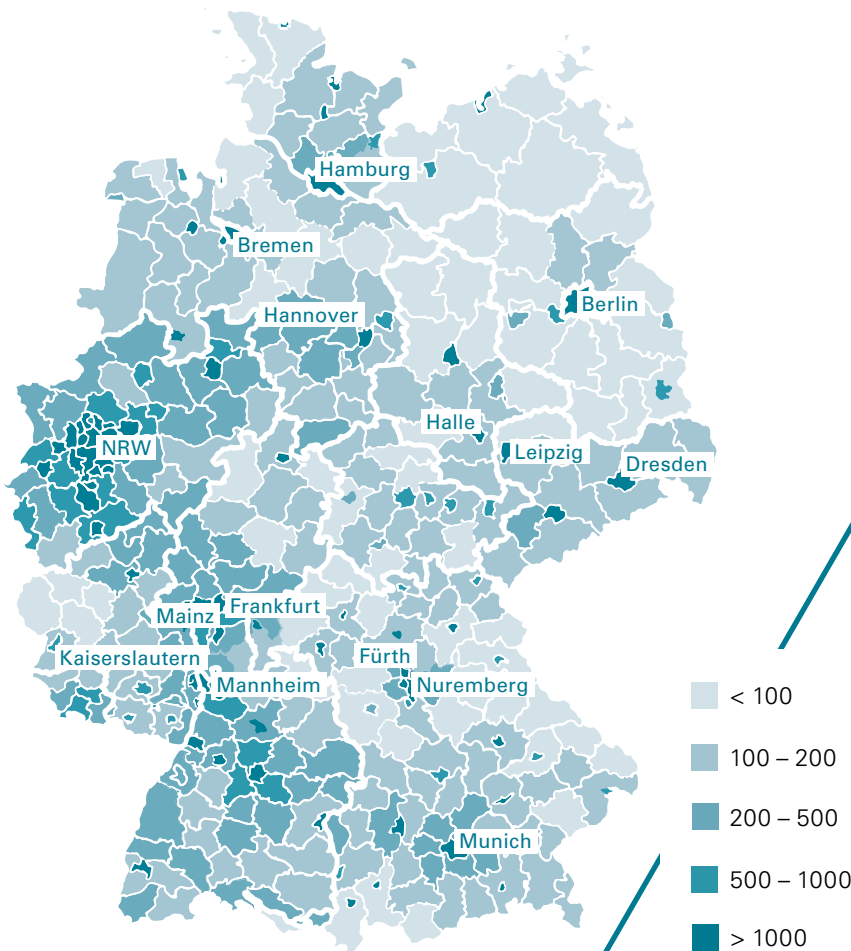 Hamburg
Bremen
Hannover
Berlin
Halle
NRW
Leipzig
Dresden
Mainz
Frankfurt
Kaiserslautern
Fürth
Mannheim
Nuremberg
Munich
< 100
100 – 200
200 – 500
500 – 1000
> 1000